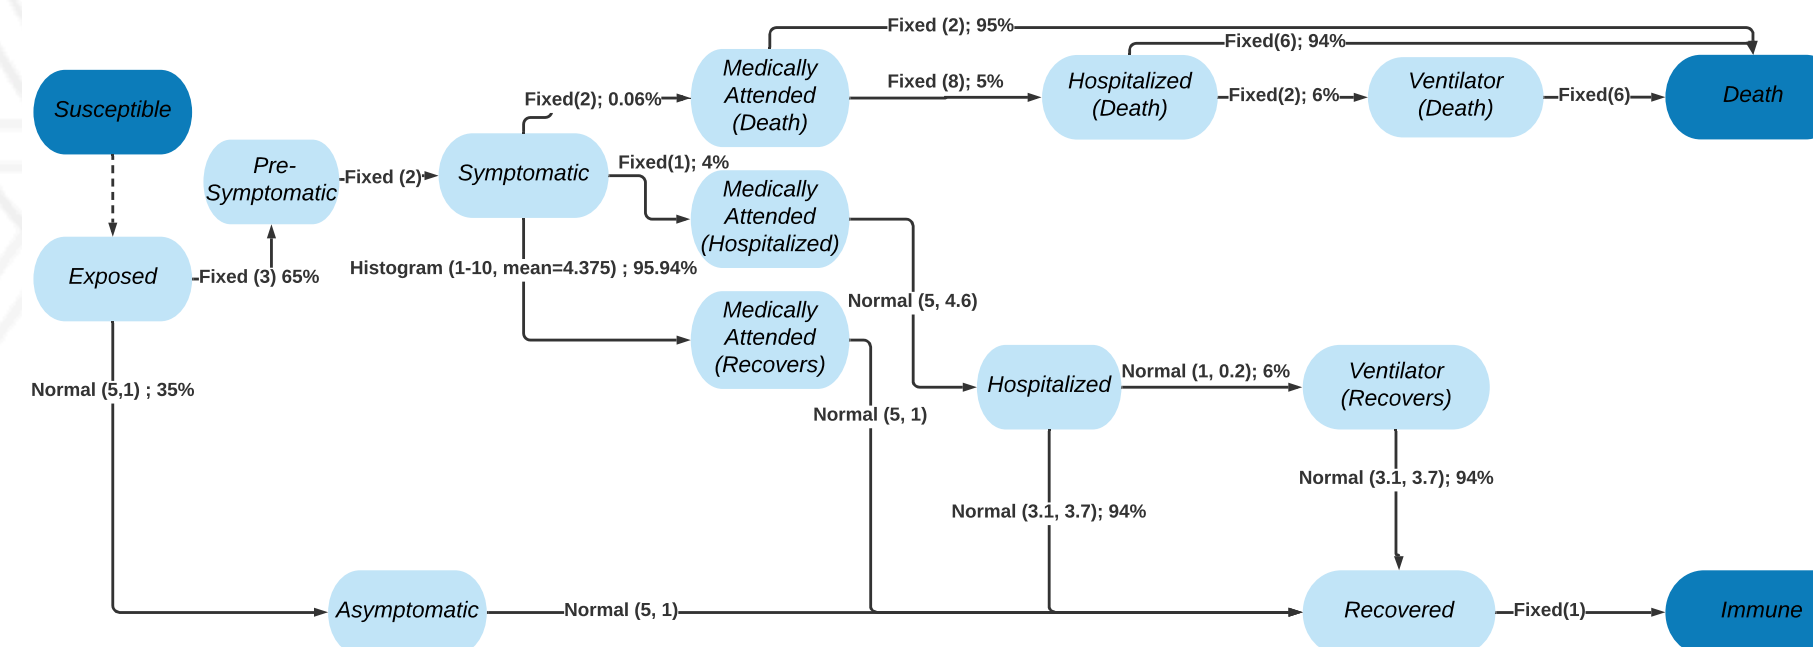 Fixed (2); 95%
Fixed(6); 94%
Susceptible
Medically
Attended
(Death)
Fixed (8); 5%
Hospitalized
(Death)
Fixed(2); 6%
Ventilator
(Death)
Fixed(6)
Death
Fixed(2); 0.06%
Pre-
Symptomatic
Fixed (2)
Symptomatic
Fixed(1); 4%
Medically
Attended
(Hospitalized)
Exposed
Fixed (3) 65%
Histogram (1-10, mean=4.375) ; 95.94%
Normal (5, 4.6)
Medically
Attended
(Recovers)
Normal (5,1) ; 35%
Hospitalized
Normal (1, 0.2); 6%
Ventilator
(Recovers)
Normal (5, 1)
Normal (3.1, 3.7); 94%
Normal (3.1, 3.7); 94%
Asymptomatic
Normal (5, 1)
Recovered
Fixed(1)
Immune